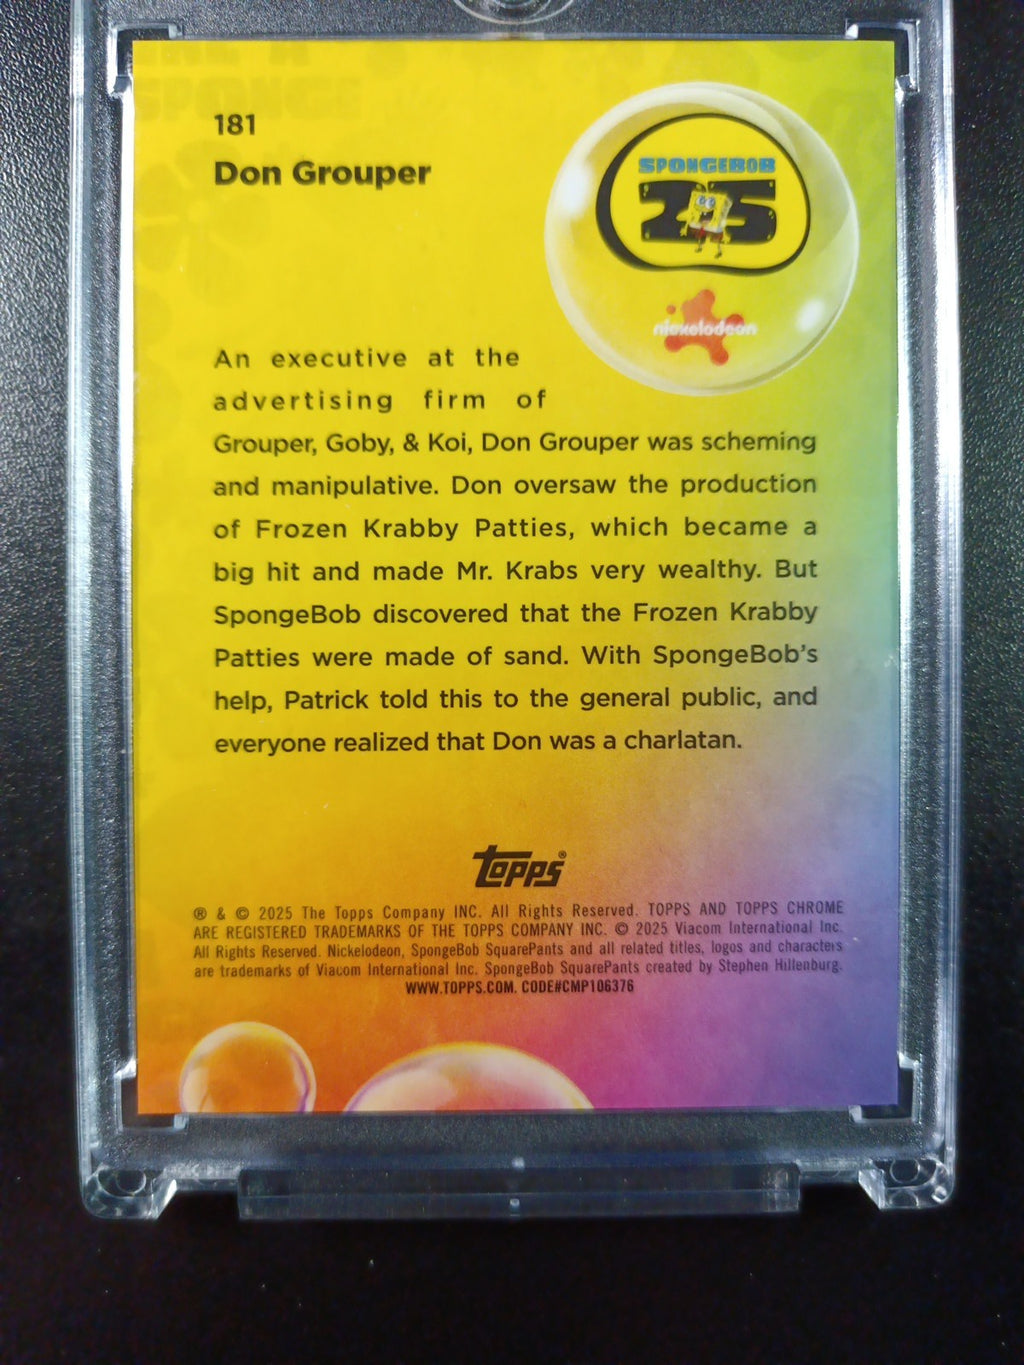 181
Don Grouper
SPONGEBOB
25
nickelodeon
An executive at the
advertising firm of
Grouper, Goby, & Koi, Don Grouper was scheming
and manipulative. Don oversaw the production
of Frozen Krabby Patties, which became a
big hit and made Mr. Krabs very wealthy. But
SpongeBob discovered that the Frozen Krabby
Patties were made of sand. With SpongeBob's
help, Patrick told this to the general public, and
everyone realized that Don was a charlatan.
Topps®
® & © 2025 The Topps Company INC. All Rights Reserved. TOPPS AND TOPPS CHROME
ARE REGISTERED TRADEMARKS OF THE TOPPS COMPANY INC. © 2025 Viacom International Inc.
All Rights Reserved. Nickelodeon, SpongeBob SquarePants and all related titles, logos and characters
are trademarks of Viacom International Inc. SpongeBob SquarePants created by Stephen Hillenburg.
WWW.TOPPS.COM. CODE#CMP106376